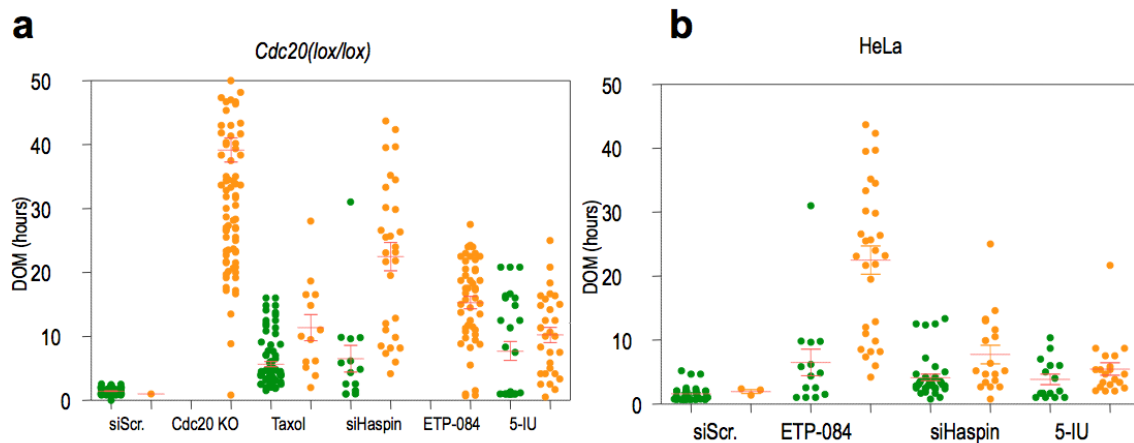 a
b
Cdc20(lox/lox)
HeLa
DOM (hours)
50
40
30
20
10
0
siScr. Cdc20 KO Taxol siHaspin ETP-084 5-IU
DOM (hours)
50
40
30
20
10
0
siScr. ETP-084 siHaspin 5-IU